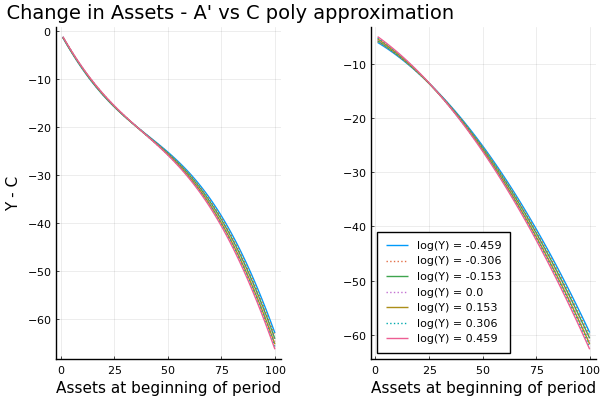 Change in Assets - A' vs C poly approximation
0
−10
−20
−30
−40
−50
−60
Y - C
0 25 50 75 100
Assets at beginning of period
−10
−20
−30
−40
−50
−60
log(Y) = -0.459
log(Y) = -0.306
log(Y) = -0.153
log(Y) = 0.0
log(Y) = 0.153
log(Y) = 0.306
log(Y) = 0.459
0 25 50 75 100
Assets at beginning of period